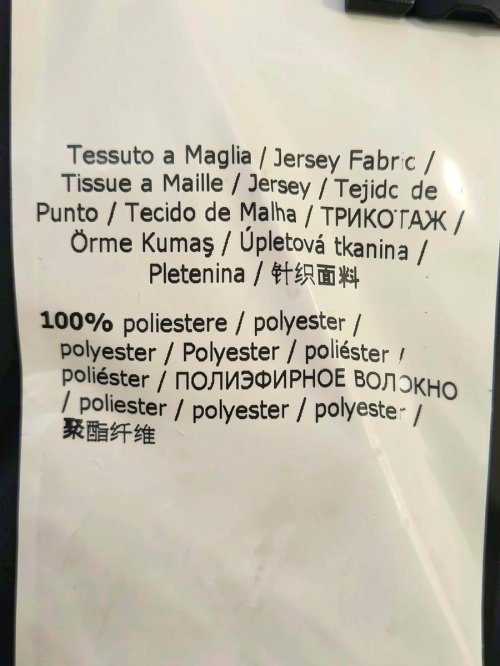 Tessuto a Maglia / Jersey Fabric /
Tissue a Maille / Jersey / Tejido de
Punto / Tecido de Malha / ТРИКОТАЖ /
Örme Kumaş / Úpletová tkanina /
Pletenina / 针织面料
100% poliestere / polyester /
polyester / Polyester / poliéster /
poliéster / ПОЛИЭФИРНОЕ ВОЛОКНО
/ poliester / polyester / polyester /
聚酯纤维